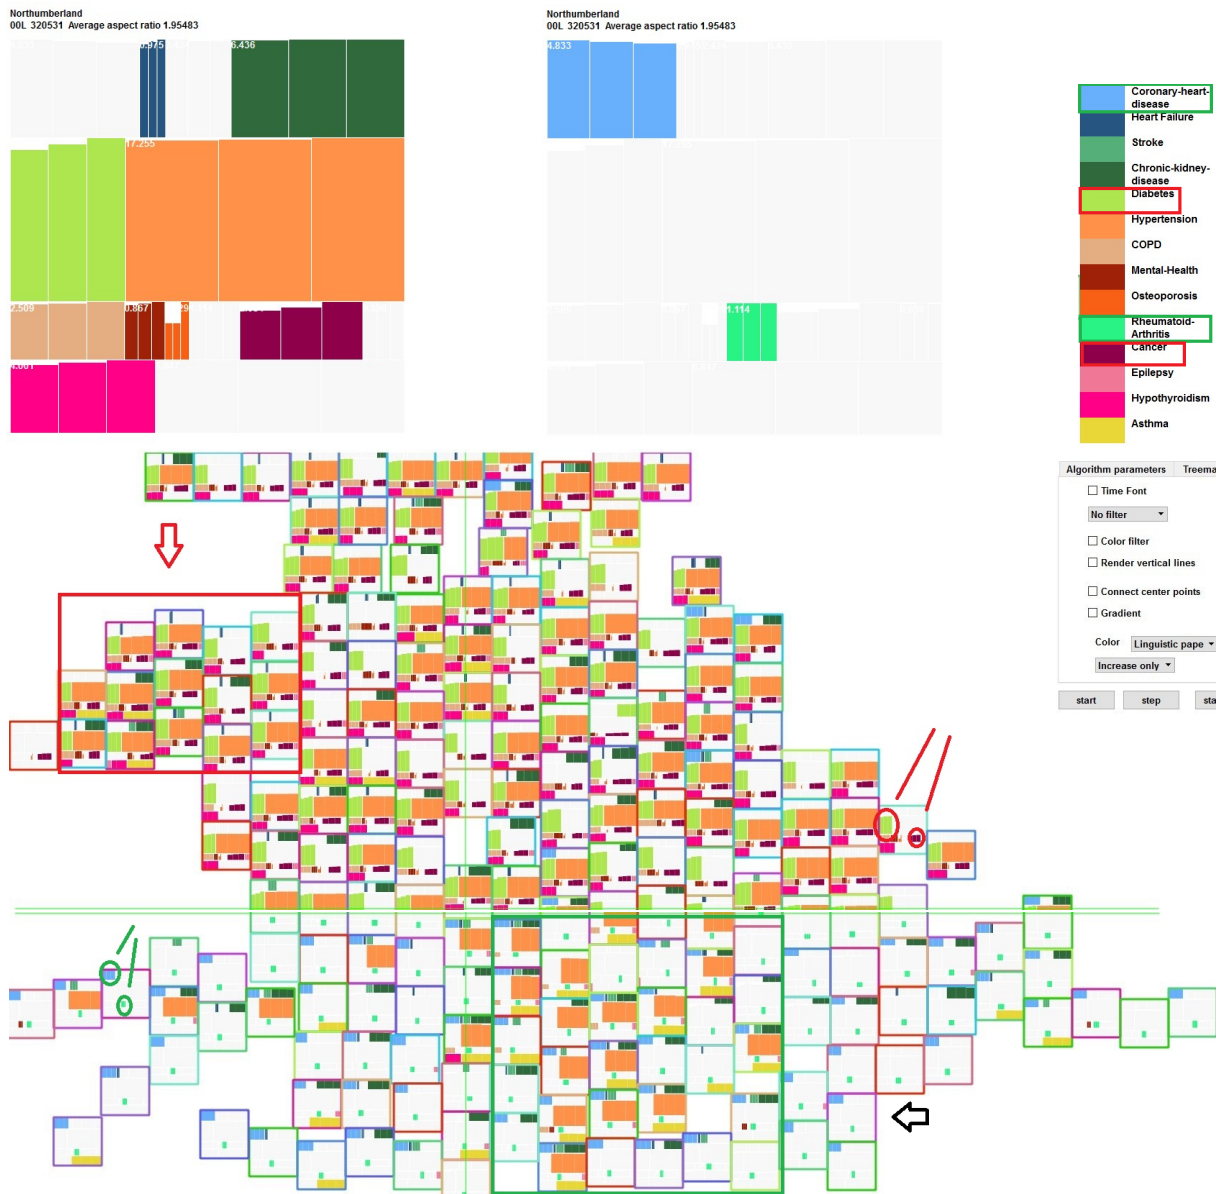 Northumberland
00L 320531 Average aspect ratio 1.95483
6.436
17.255
2.509
0.867
Northumberland
00L 320531 Average aspect ratio 1.95483
4.833
1.114
Coronary-heart-
disease
Heart Failure
Stroke
Chronic-kidney-
disease
Diabetes
Hypertension
COPD
Mental-Health
Osteoporosis
Rheumatoid-
Arthritis
Cancer
Epilepsy
Hypothyroidism
Asthma
Algorithm parameters Treema
Time Font
No filter
Color filter
Render vertical lines
Connect center points
Gradient
Color Linguistic pape
Increase only
start step sta